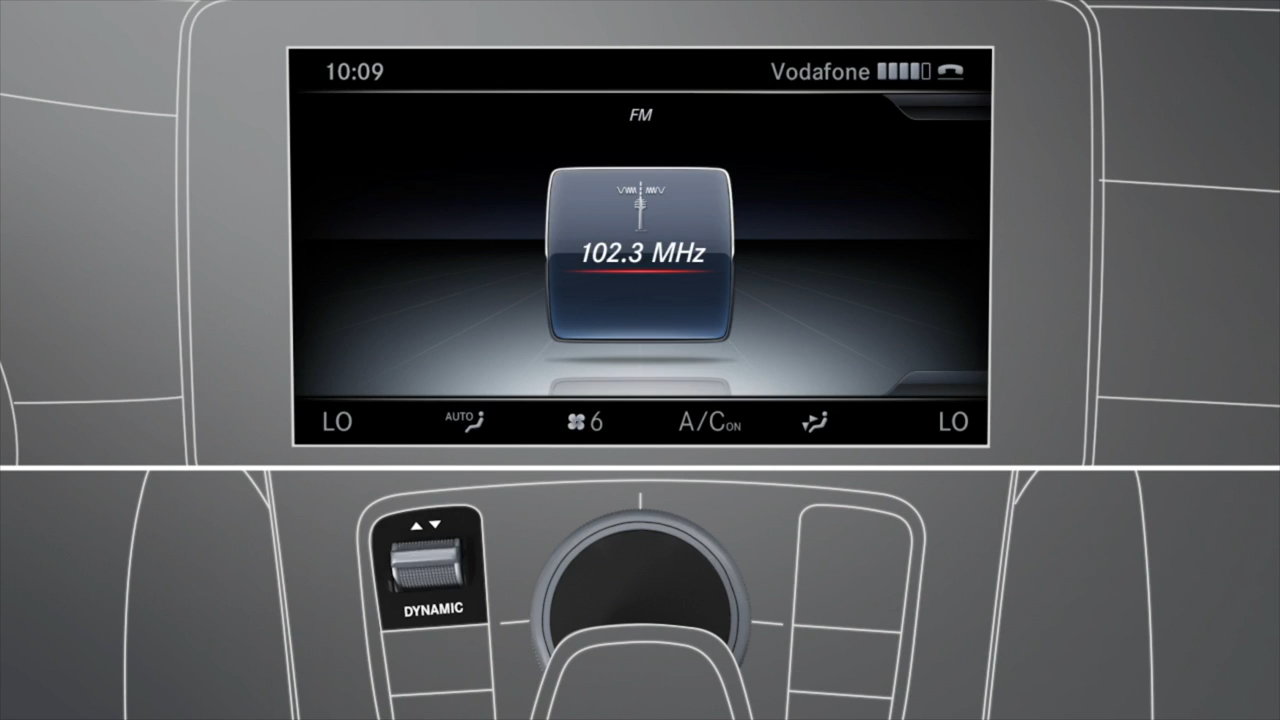 10:09
Vodafone
FM
102.3 MHz
LO
AUTO
6
A/C ON
LO
DYNAMIC